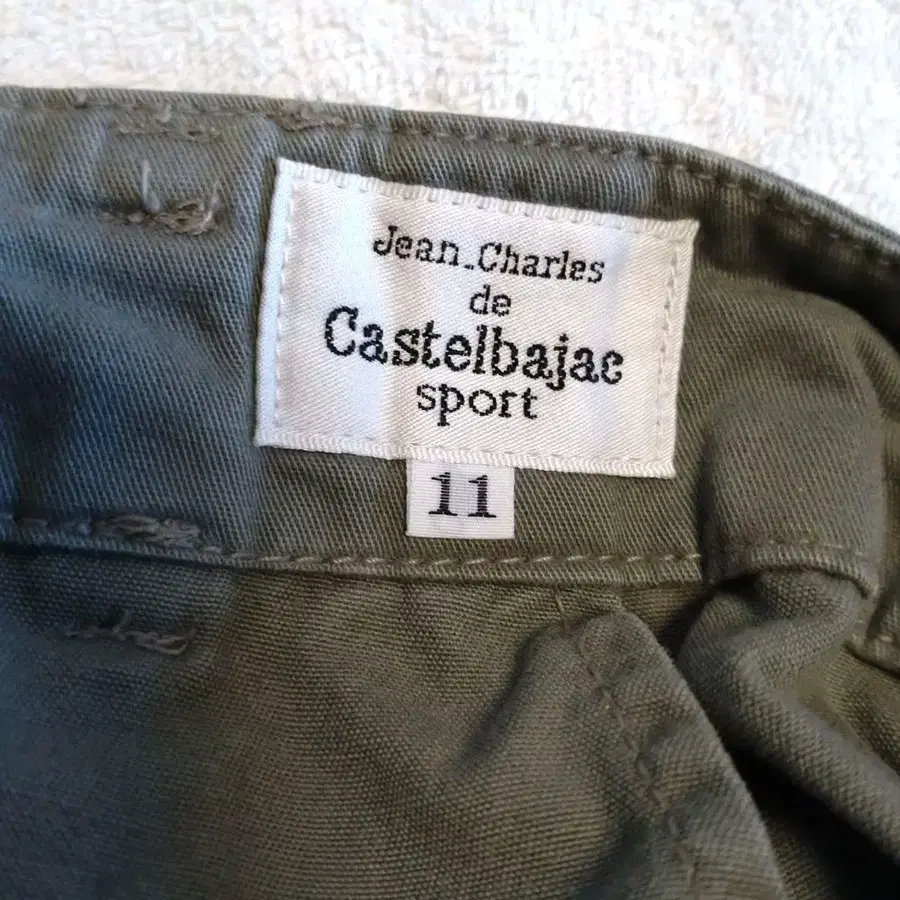 Jean-Charles
de
Castelbajac
sport
11